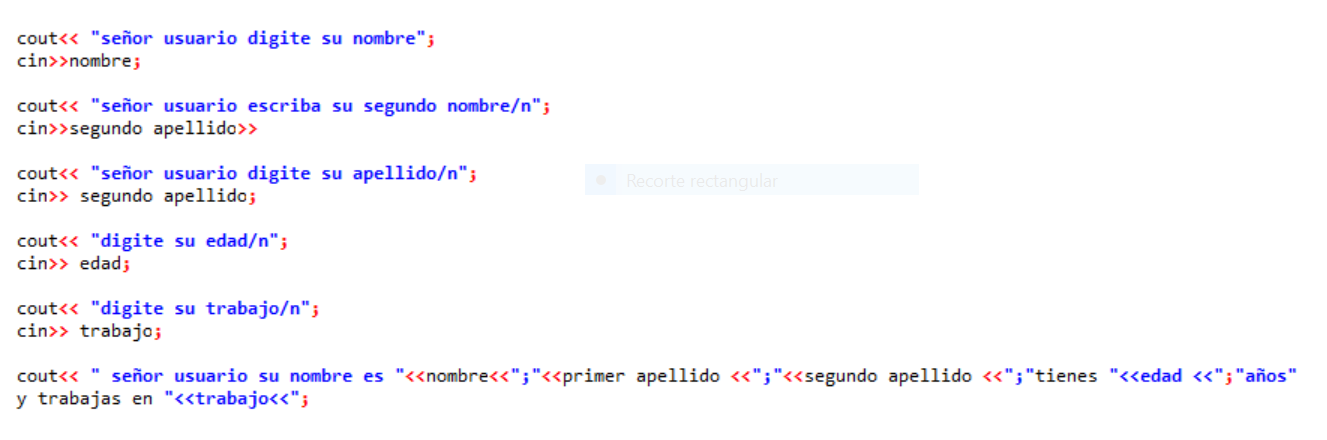 cout<< "señor usuario digite su nombre";
cin>>nombre;
cout<< "señor usuario escriba su segundo nombre/n";
cin>>segundo apellido>>
cout<< "señor usuario digite su apellido/n";
Recorte rectangular
cin>> segundo apellido;
cout<< "digite su edad/n";
cin>> edad;
cout<< "digite su trabajo/n";
cin>> trabajo;
cout<< " señor usuario su nombre es "<<nombre<<";"<<primer apellido <<";"<<segundo apellido <<";"tienes "<<edad <<";"años"
y trabajas en "<<trabajo<<";